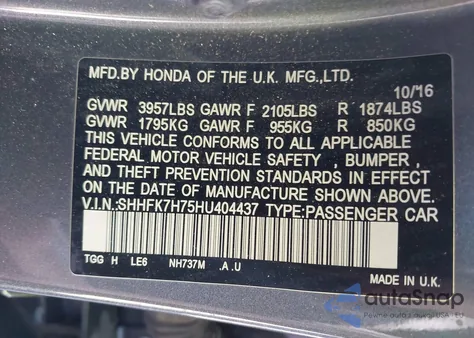 MFD.BY HONDA OF THE U.K. MFG.,LTD.
10/16
GVWR 3957LBS GAWR F 2105LBS R 1874LBS
GVWR 1795KG GAWR F 955KG R 850KG
THIS VEHICLE CONFORMS TO ALL APPLICABLE
FEDERAL MOTOR VEHICLE SAFETY , BUMPER ,
AND THEFT PREVENTION STANDARDS IN EFFECT
ON THE DATE OF MANUFACTURE SHOWN ABOVE.
V.I.N.:SHHFK7H75HU404437 TYPE:PASSENGER CAR
TGG H LE6 NH737M .A .U
MADE IN U.K.
autoSnap